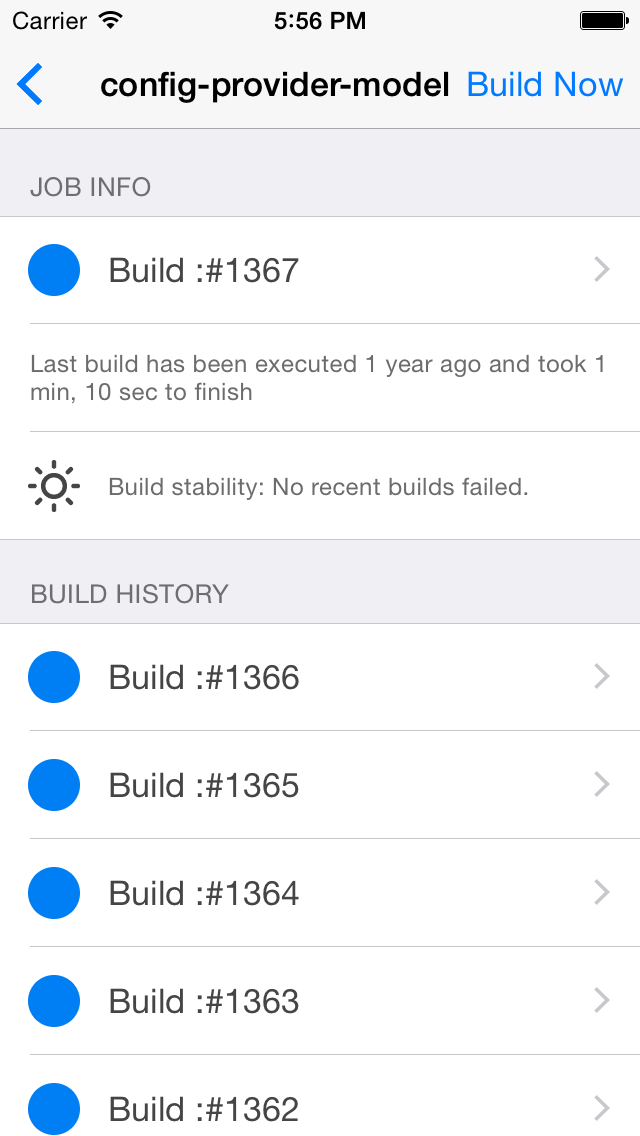 Carrier 5:56 PM
config-provider-model Build Now
JOB INFO
Build :#1367
Last build has been executed 1 year ago and took 1
min, 10 sec to finish
Build stability: No recent builds failed.
BUILD HISTORY
Build :#1366
Build :#1365
Build :#1364
Build :#1363
Build :#1362